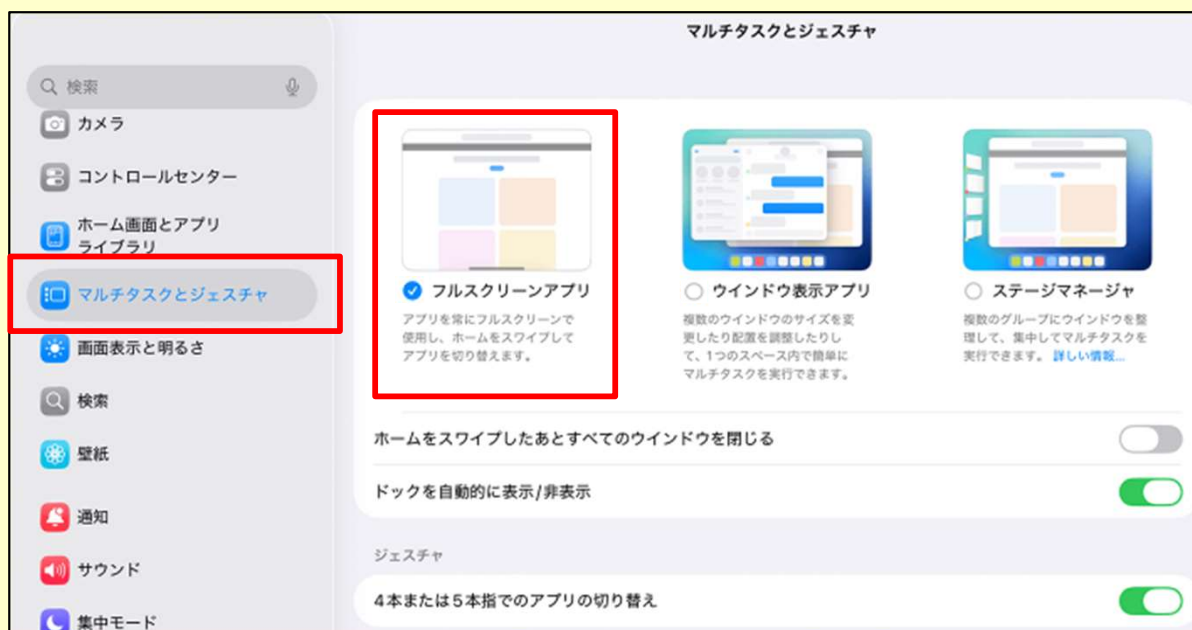 マルチタスクとジェスチャ
検索
カメラ
コントロールセンター
ホーム画面とアプリ
ライブラリ
マルチタスクとジェスチャ
画面表示と明るさ
検索
壁紙
通知
サウンド
集中モード
フルスクリーンアプリ
アプリを常にフルスクリーンで
使用し、ホームをスワイプして
アプリを切り替えます。
ウインドウ表示アプリ
複数のウインドウのサイズを変
更したり配置を調整したりし
て、1つのスペース内で簡単に
マルチタスクを実行できます。
ステージマネージャ
複数のグループにウインドウを整
理して、集中してマルチタスクを
実行できます。 詳しい情報...
ホームをスワイプしたあとすべてのウインドウを閉じる
ドックを自動的に表示/非表示
ジェスチャ
4本または5本指でのアプリの切り替え